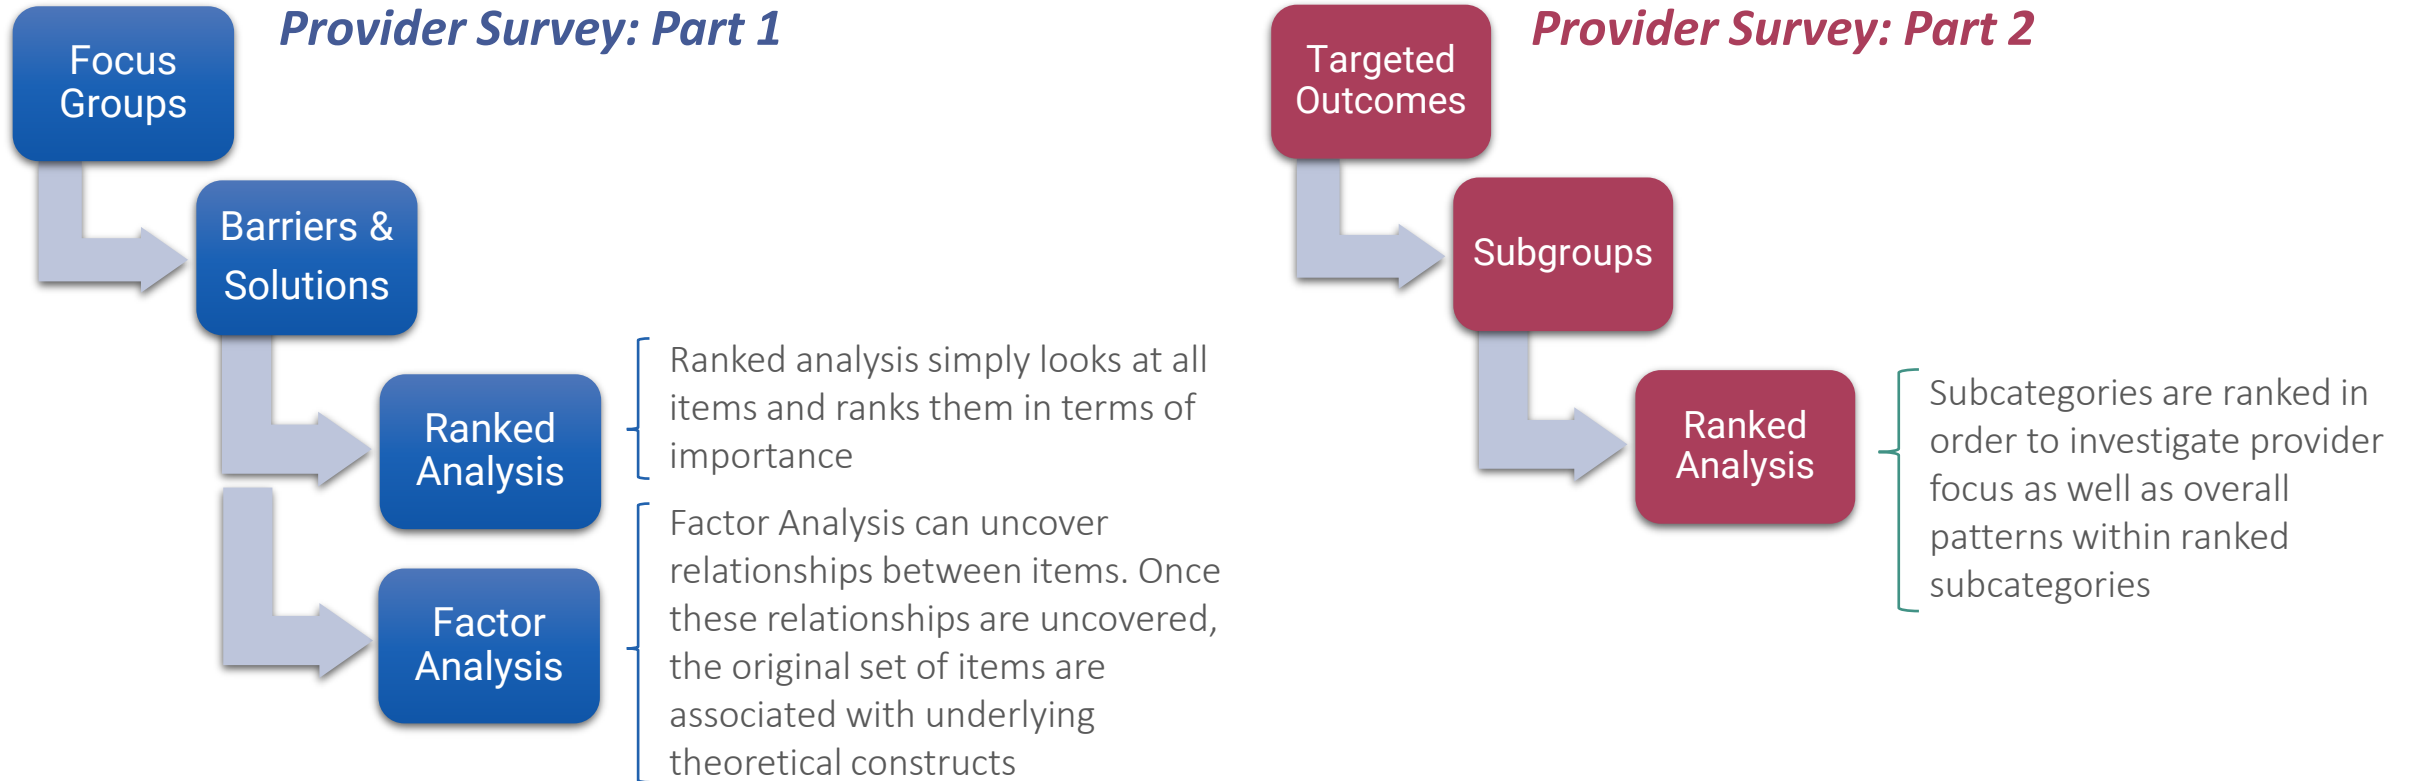 Provider Survey: Part 1
Focus
Groups
Barriers &
Solutions
Ranked
Analysis
Ranked analysis simply looks at all
items and ranks them in terms of
importance
Factor
Analysis
Factor Analysis can uncover
relationships between items. Once
these relationships are uncovered,
the original set of items are
associated with underlying
theoretical constructs
Provider Survey: Part 2
Targeted
Outcomes
Subgroups
Ranked
Analysis
Subcategories are ranked in
order to investigate provider
focus as well as overall
patterns within ranked
subcategories